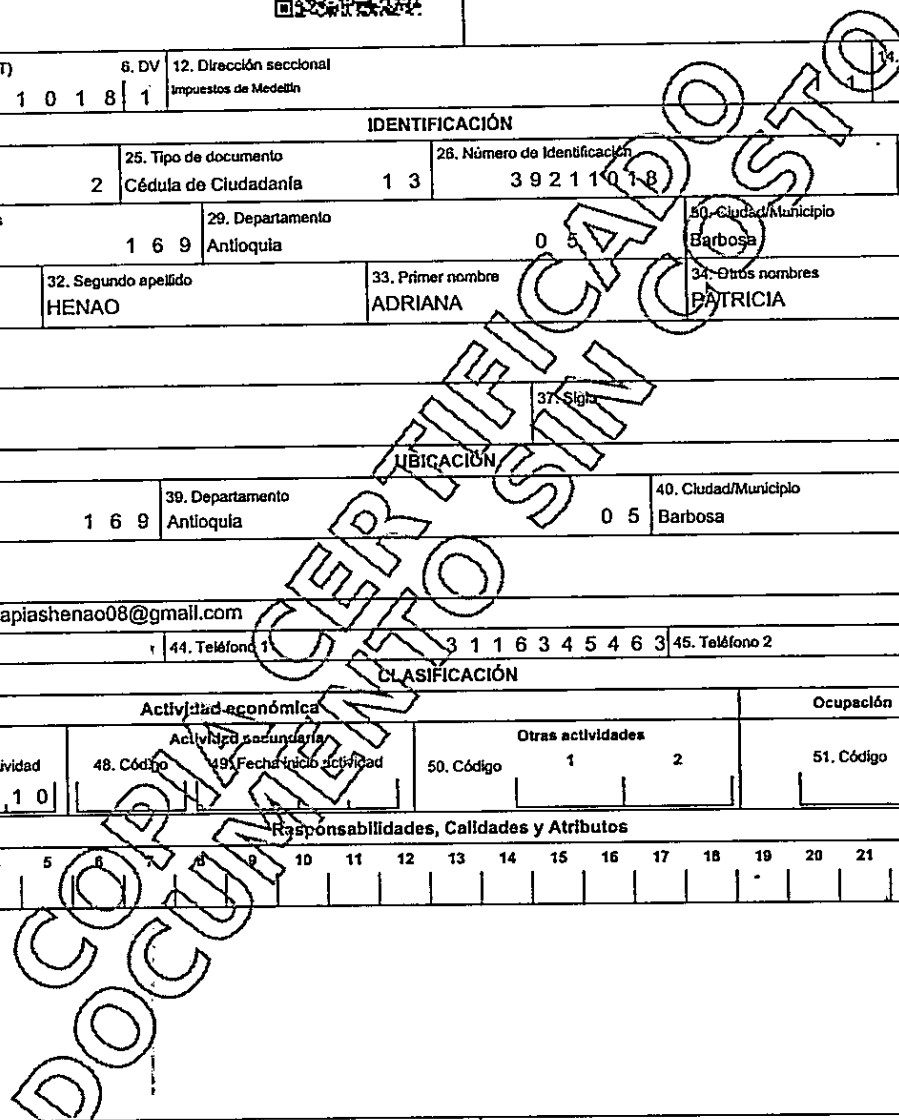 T) 6. DV 12. Dirección seccional 14.
1 0 1 8 1 Impuestos de Medellín 1 1
IDENTIFICACIÓN
25. Tipo de documento 26. Número de Identificación
2 Cédula de Ciudadanía 1 3 3 9 2 1 1 0 1 8
s 29. Departamento 30. Ciudad/Municipio
1 6 9 Antioquia 0 5 Barbosa
32. Segundo apellido 33. Primer nombre 34. Otros nombres
HENAO ADRIANA PATRICIA
37. Sigla
UBICACIÓN
39. Departamento 40. Ciudad/Municipio
1 6 9 Antioquia 0 5 Barbosa
apiashenao08@gmail.com
44. Teléfono 1 3 1 1 6 3 4 5 4 6 3 45. Teléfono 2
CLASIFICACIÓN
Actividad económica Ocupación
Actividad secundaria Otras actividades
ividad 48. Código 49. Fecha inicio actividad 50. Código 1 2 51. Código
1 0
Responsabilidades, Calidades y Atributos
5 6 7 8 9 10 11 12 13 14 15 16 17 18 19 20 21
COPIA CERTIFICADO
DOCUMENTO SIN COSTO